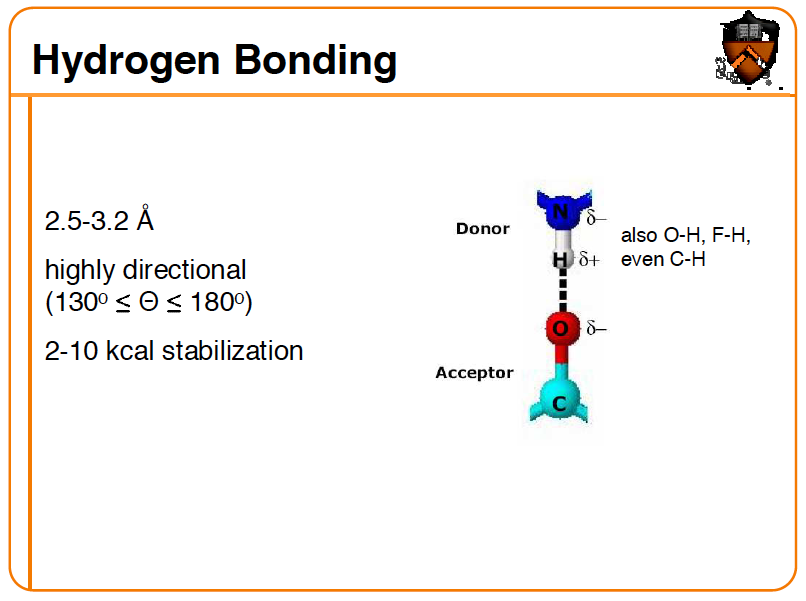 Hydrogen Bonding
2.5-3.2 Å
highly directional
(130º ≤ Θ ≤ 180º)
2-10 kcal stabilization
Donor
N δ–
H δ+
also O-H, F-H,
even C-H
O δ–
Acceptor
C